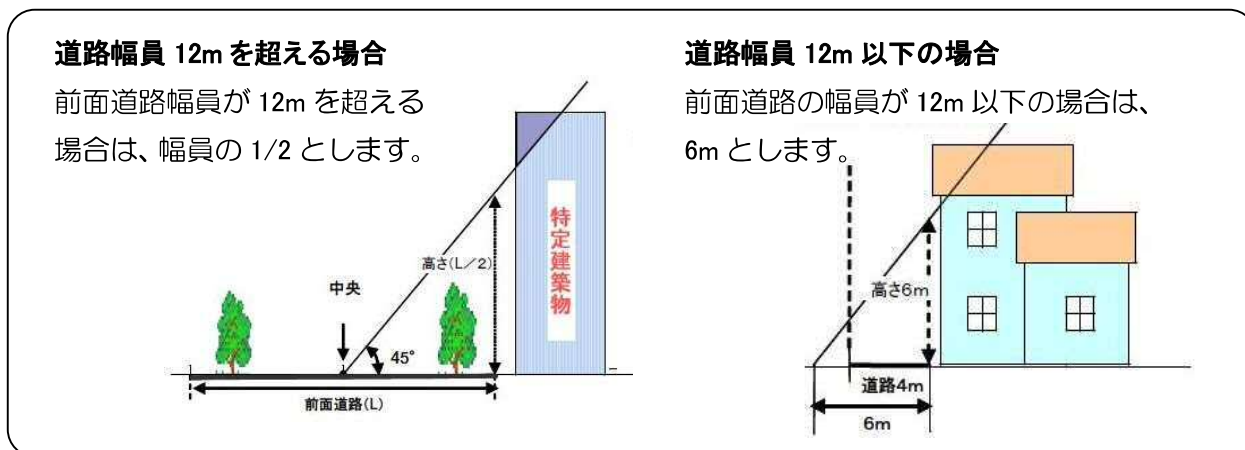 道路幅員 12m を超える場合
前面道路幅員が 12m を超える
場合は、幅員の 1/2 とします。
特定建築物
高さ(L/2)
中央
45°
前面道路(L)
道路幅員 12m 以下の場合
前面道路の幅員が 12m 以下の場合は、
6m とします。
高さ6m
道路4m
6m